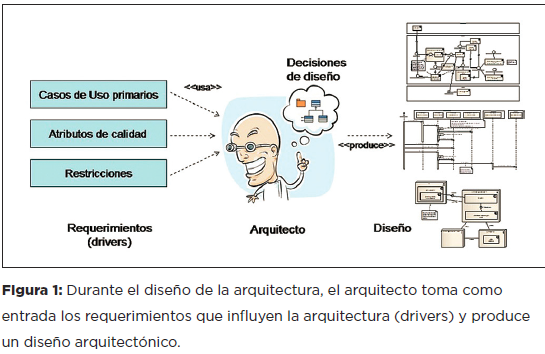 Decisiones
de diseño
Casos de Uso primarios
<<usa>>
Atributos de calidad
Restricciones
<<produce>>
Requerimientos
(drivers)
Arquitecto
Diseño
Figura 1: Durante el diseño de la arquitectura, el arquitecto toma como
entrada los requerimientos que influyen la arquitectura (drivers) y produce
un diseño arquitectónico.